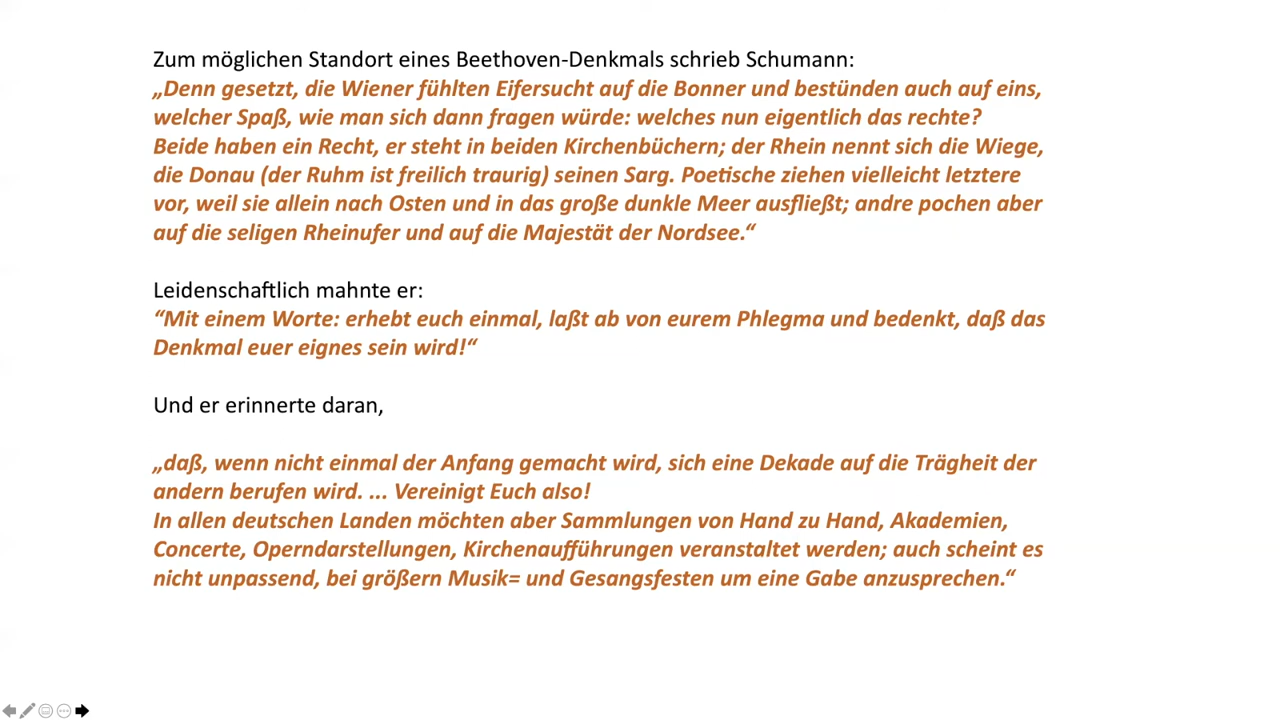 Zum möglichen Standort eines Beethoven-Denkmals schrieb Schumann:
„Denn gesetzt, die Wiener fühlten Eifersucht auf die Bonner und bestünden auch auf eins,
welcher Spaß, wie man sich dann fragen würde: welches nun eigentlich das rechte?
Beide haben ein Recht, er steht in beiden Kirchenbüchern; der Rhein nennt sich die Wiege,
die Donau (der Ruhm ist freilich traurig) seinen Sarg. Poetische ziehen vielleicht letztere
vor, weil sie allein nach Osten und in das große dunkle Meer ausfließt; andre pochen aber
auf die seligen Rheinufer und auf die Majestät der Nordsee.“
Leidenschaftlich mahnte er:
“Mit einem Worte: erhebt euch einmal, laßt ab von eurem Phlegma und bedenkt, daß das
Denkmal euer eignes sein wird!“
Und er erinnerte daran,
„daß, wenn nicht einmal der Anfang gemacht wird, sich eine Dekade auf die Trägheit der
andern berufen wird. ... Vereinigt Euch also!
In allen deutschen Landen möchten aber Sammlungen von Hand zu Hand, Akademien,
Concerte, Operndarstellungen, Kirchenaufführungen veranstaltet werden; auch scheint es
nicht unpassend, bei größern Musik= und Gesangsfesten um eine Gabe anzusprechen.“